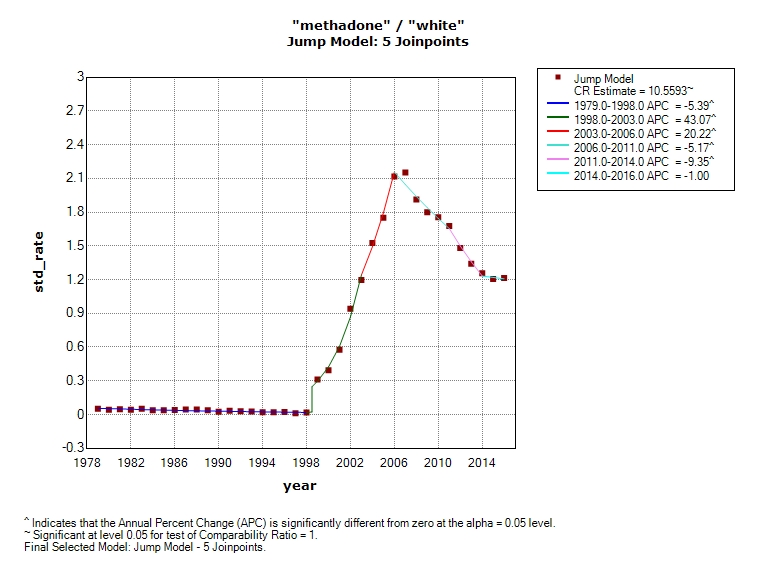 "methadone" / "white"
Jump Model: 5 Joinpoints
Jump Model
CR Estimate = 10.5593~
1979.0-1998.0 APC = -5.39^
1998.0-2003.0 APC = 43.07^
2003.0-2006.0 APC = 20.22^
2006.0-2011.0 APC = -5.17^
2011.0-2014.0 APC = -9.35^
2014.0-2016.0 APC = -1.00
3
2.7
2.4
2.1
1.8
1.5
1.2
0.9
0.6
0.3
0
-0.3
std_rate
1978 1982 1986 1990 1994 1998 2002 2006 2010 2014
year
^ Indicates that the Annual Percent Change (APC) is significantly different from zero at the alpha = 0.05 level.
~ Significant at level 0.05 for test of Comparability Ratio = 1.
Final Selected Model: Jump Model - 5 Joinpoints.